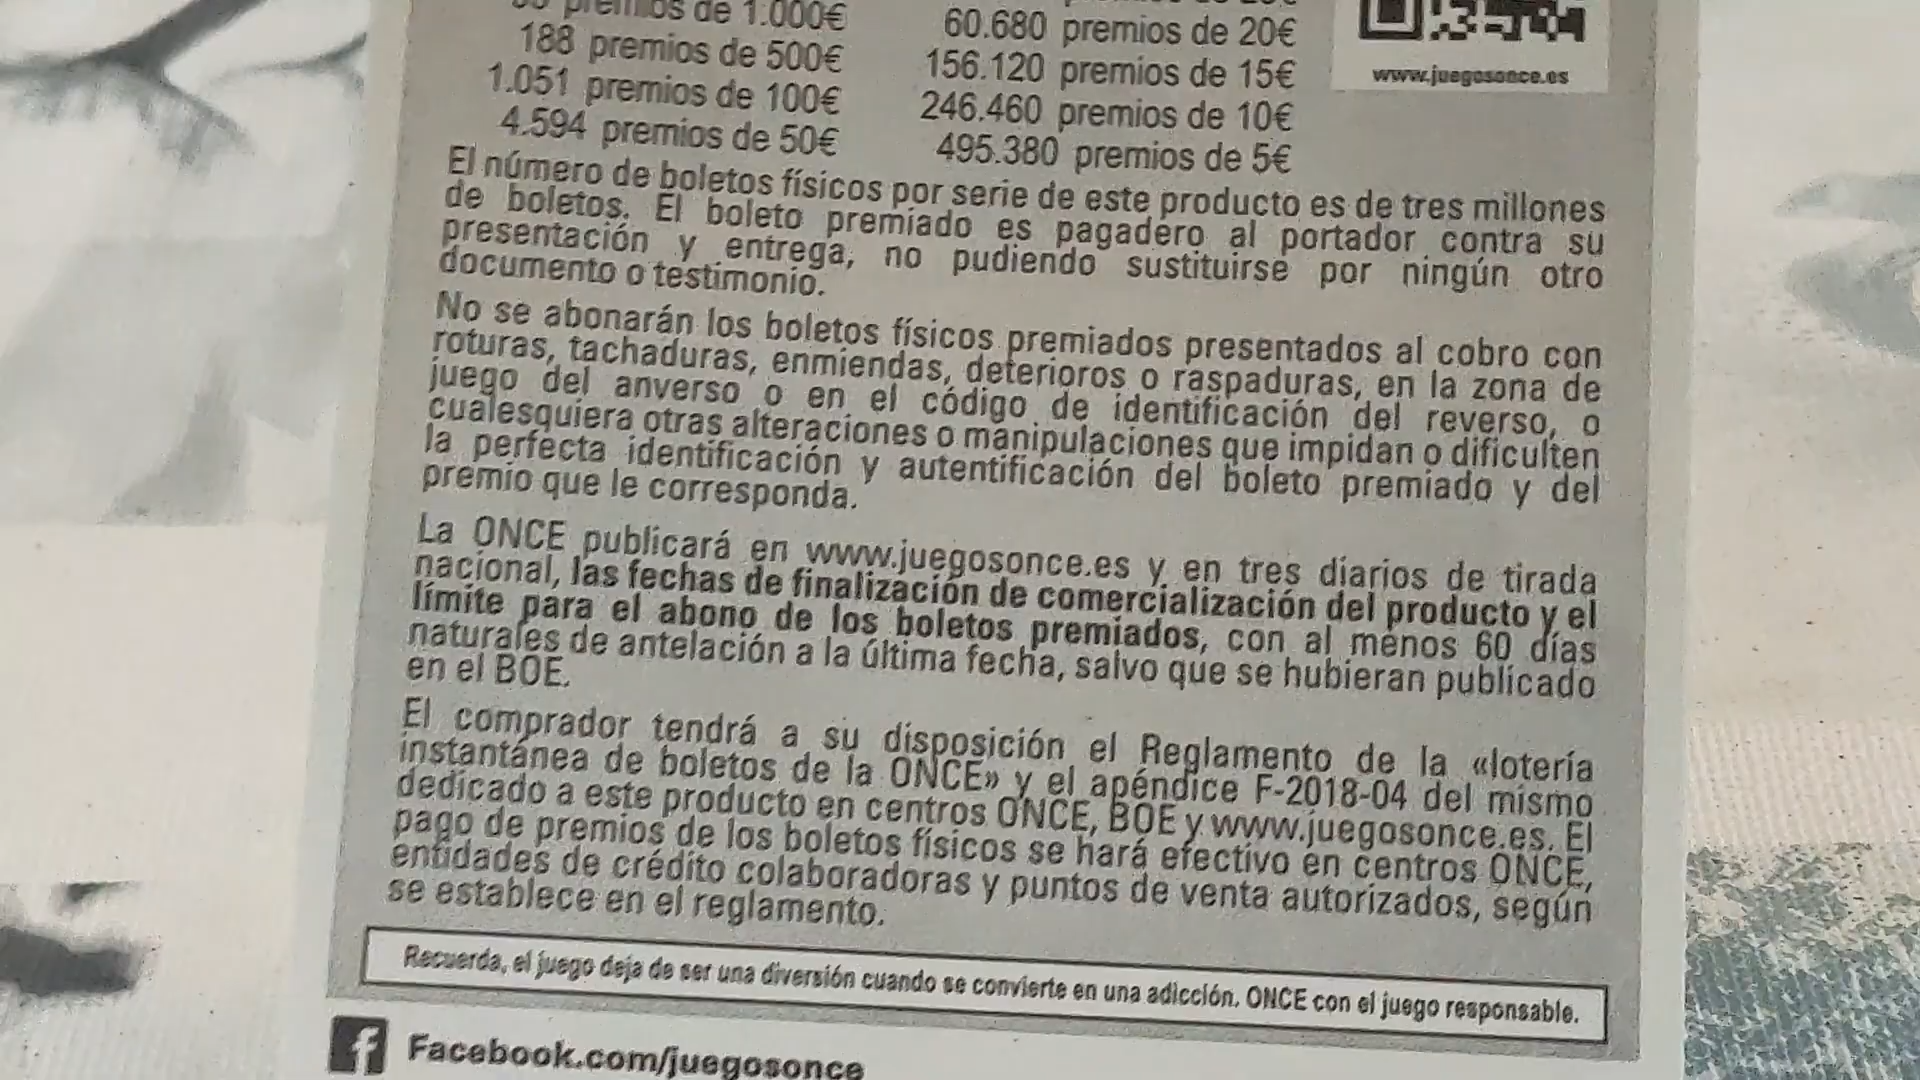 premios de 1.000€
188 premios de 500€
1.051 premios de 100€
4.594 premios de 50€
60.680 premios de 20€
156.120 premios de 15€
246.460 premios de 10€
495.380 premios de 5€
www.juegosonce.es
El número de boletos físicos por serie de este producto es de tres millones
de boletos. El boleto premiado es pagadero al portador contra su
presentación y entrega, no pudiendo sustituirse por ningún otro
documento o testimonio.
No se abonarán los boletos físicos premiados presentados al cobro con
roturas, tachaduras, enmiendas, deterioros o raspaduras, en la zona de
juego del anverso o en el código de identificación del reverso, o
cualesquiera otras alteraciones o manipulaciones que impidan o dificulten
la perfecta identificación y autentificación del boleto premiado y del
premio que le corresponda.
La ONCE publicará en www.juegosonce.es y en tres diarios de tirada
nacional, las fechas de finalización de comercialización del producto y el
límite para el abono de los boletos premiados, con al menos 60 días
naturales de antelación a la última fecha, salvo que se hubieran publicado
en el BOE.
El comprador tendrá a su disposición el Reglamento de la «lotería
instantánea de boletos de la ONCE» y el apéndice F-2018-04 del mismo
dedicado a este producto en centros ONCE, BOE y www.juegosonce.es. El
pago de premios de los boletos físicos se hará efectivo en centros ONCE,
entidades de crédito colaboradoras y puntos de venta autorizados, según
se establece en el reglamento.
Recuerda, el juego deja de ser una diversión cuando se convierte en una adicción. ONCE con el juego responsable.
Facebook.com/juegosonce